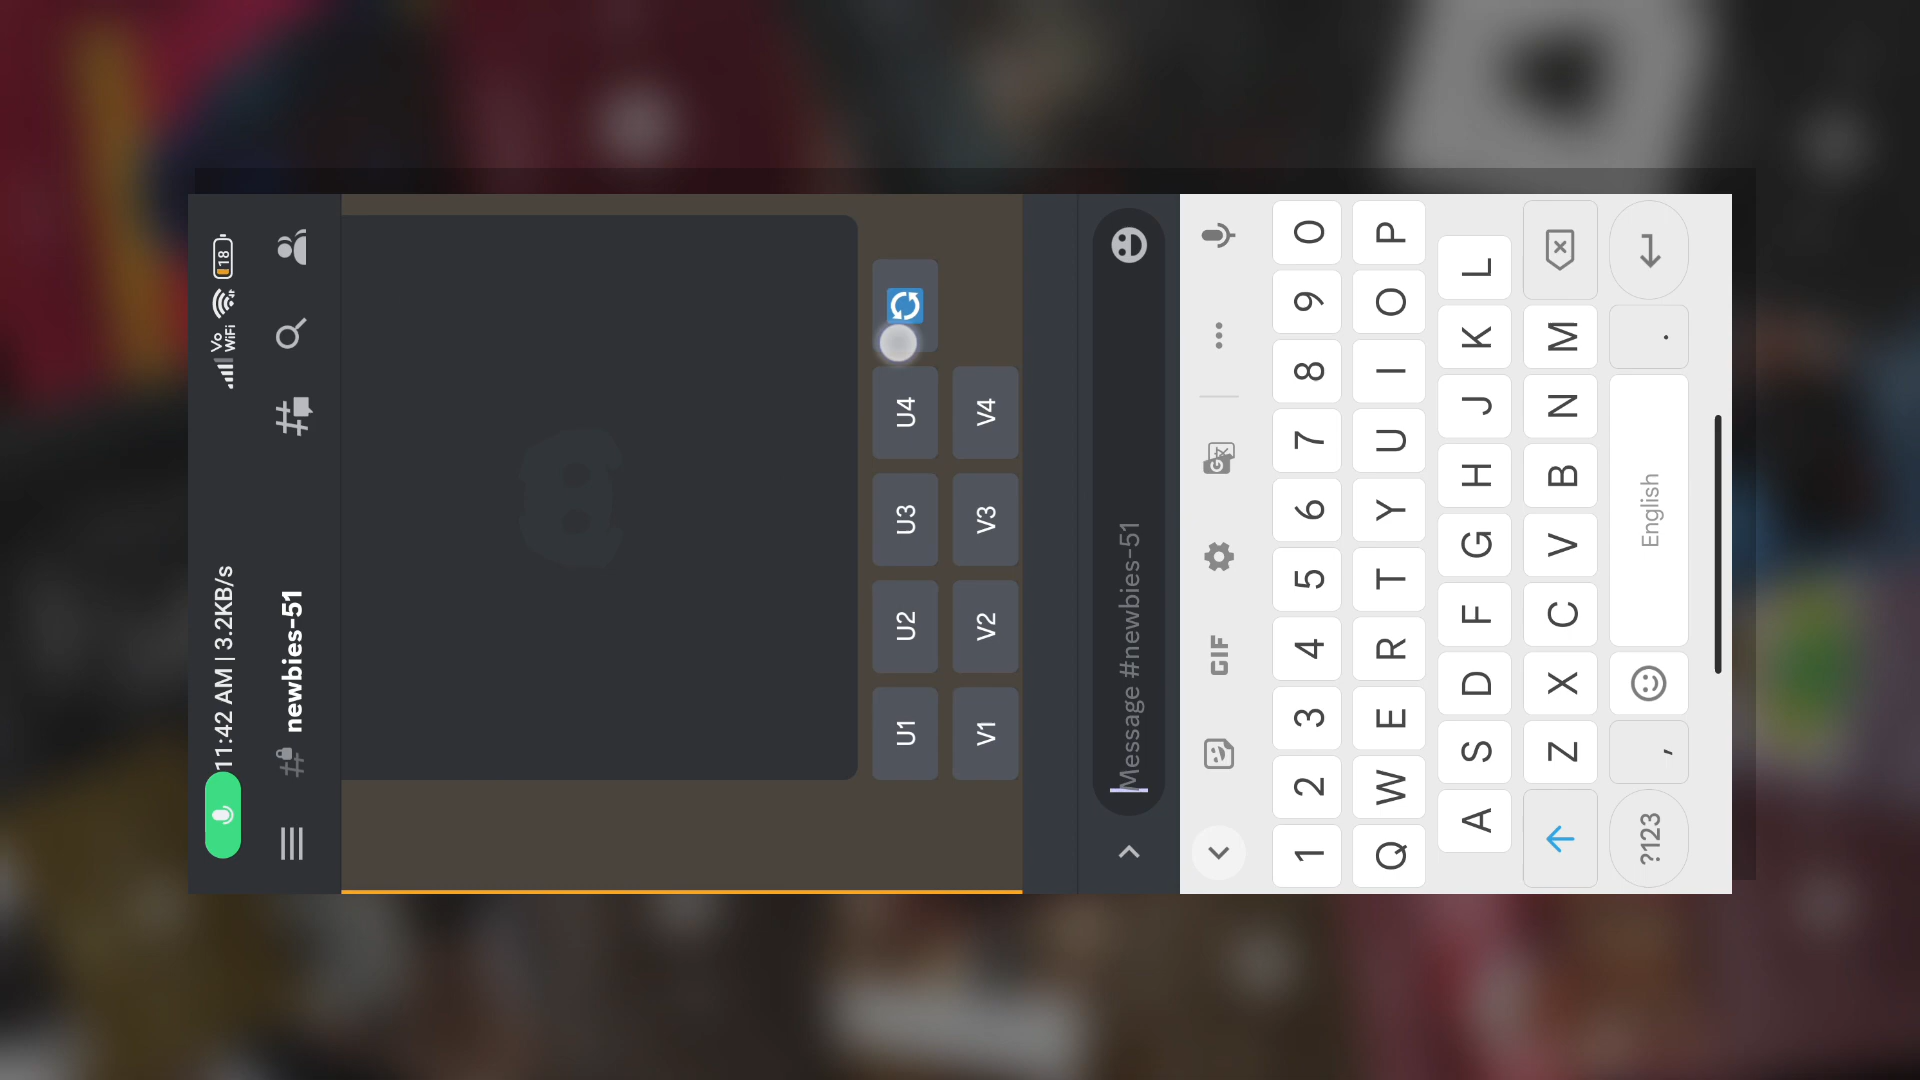 11:42 AM | 3.2KB/s Vo WiFi 18
newbies-51
U1 U2 U3 U4
V1 V2 V3 V4
Message #newbies-51
GIF
1 2 3 4 5 6 7 8 9 0
Q W E R T Y U I O P
A S D F G H J K L
Z X C V B N M
?123 , English .